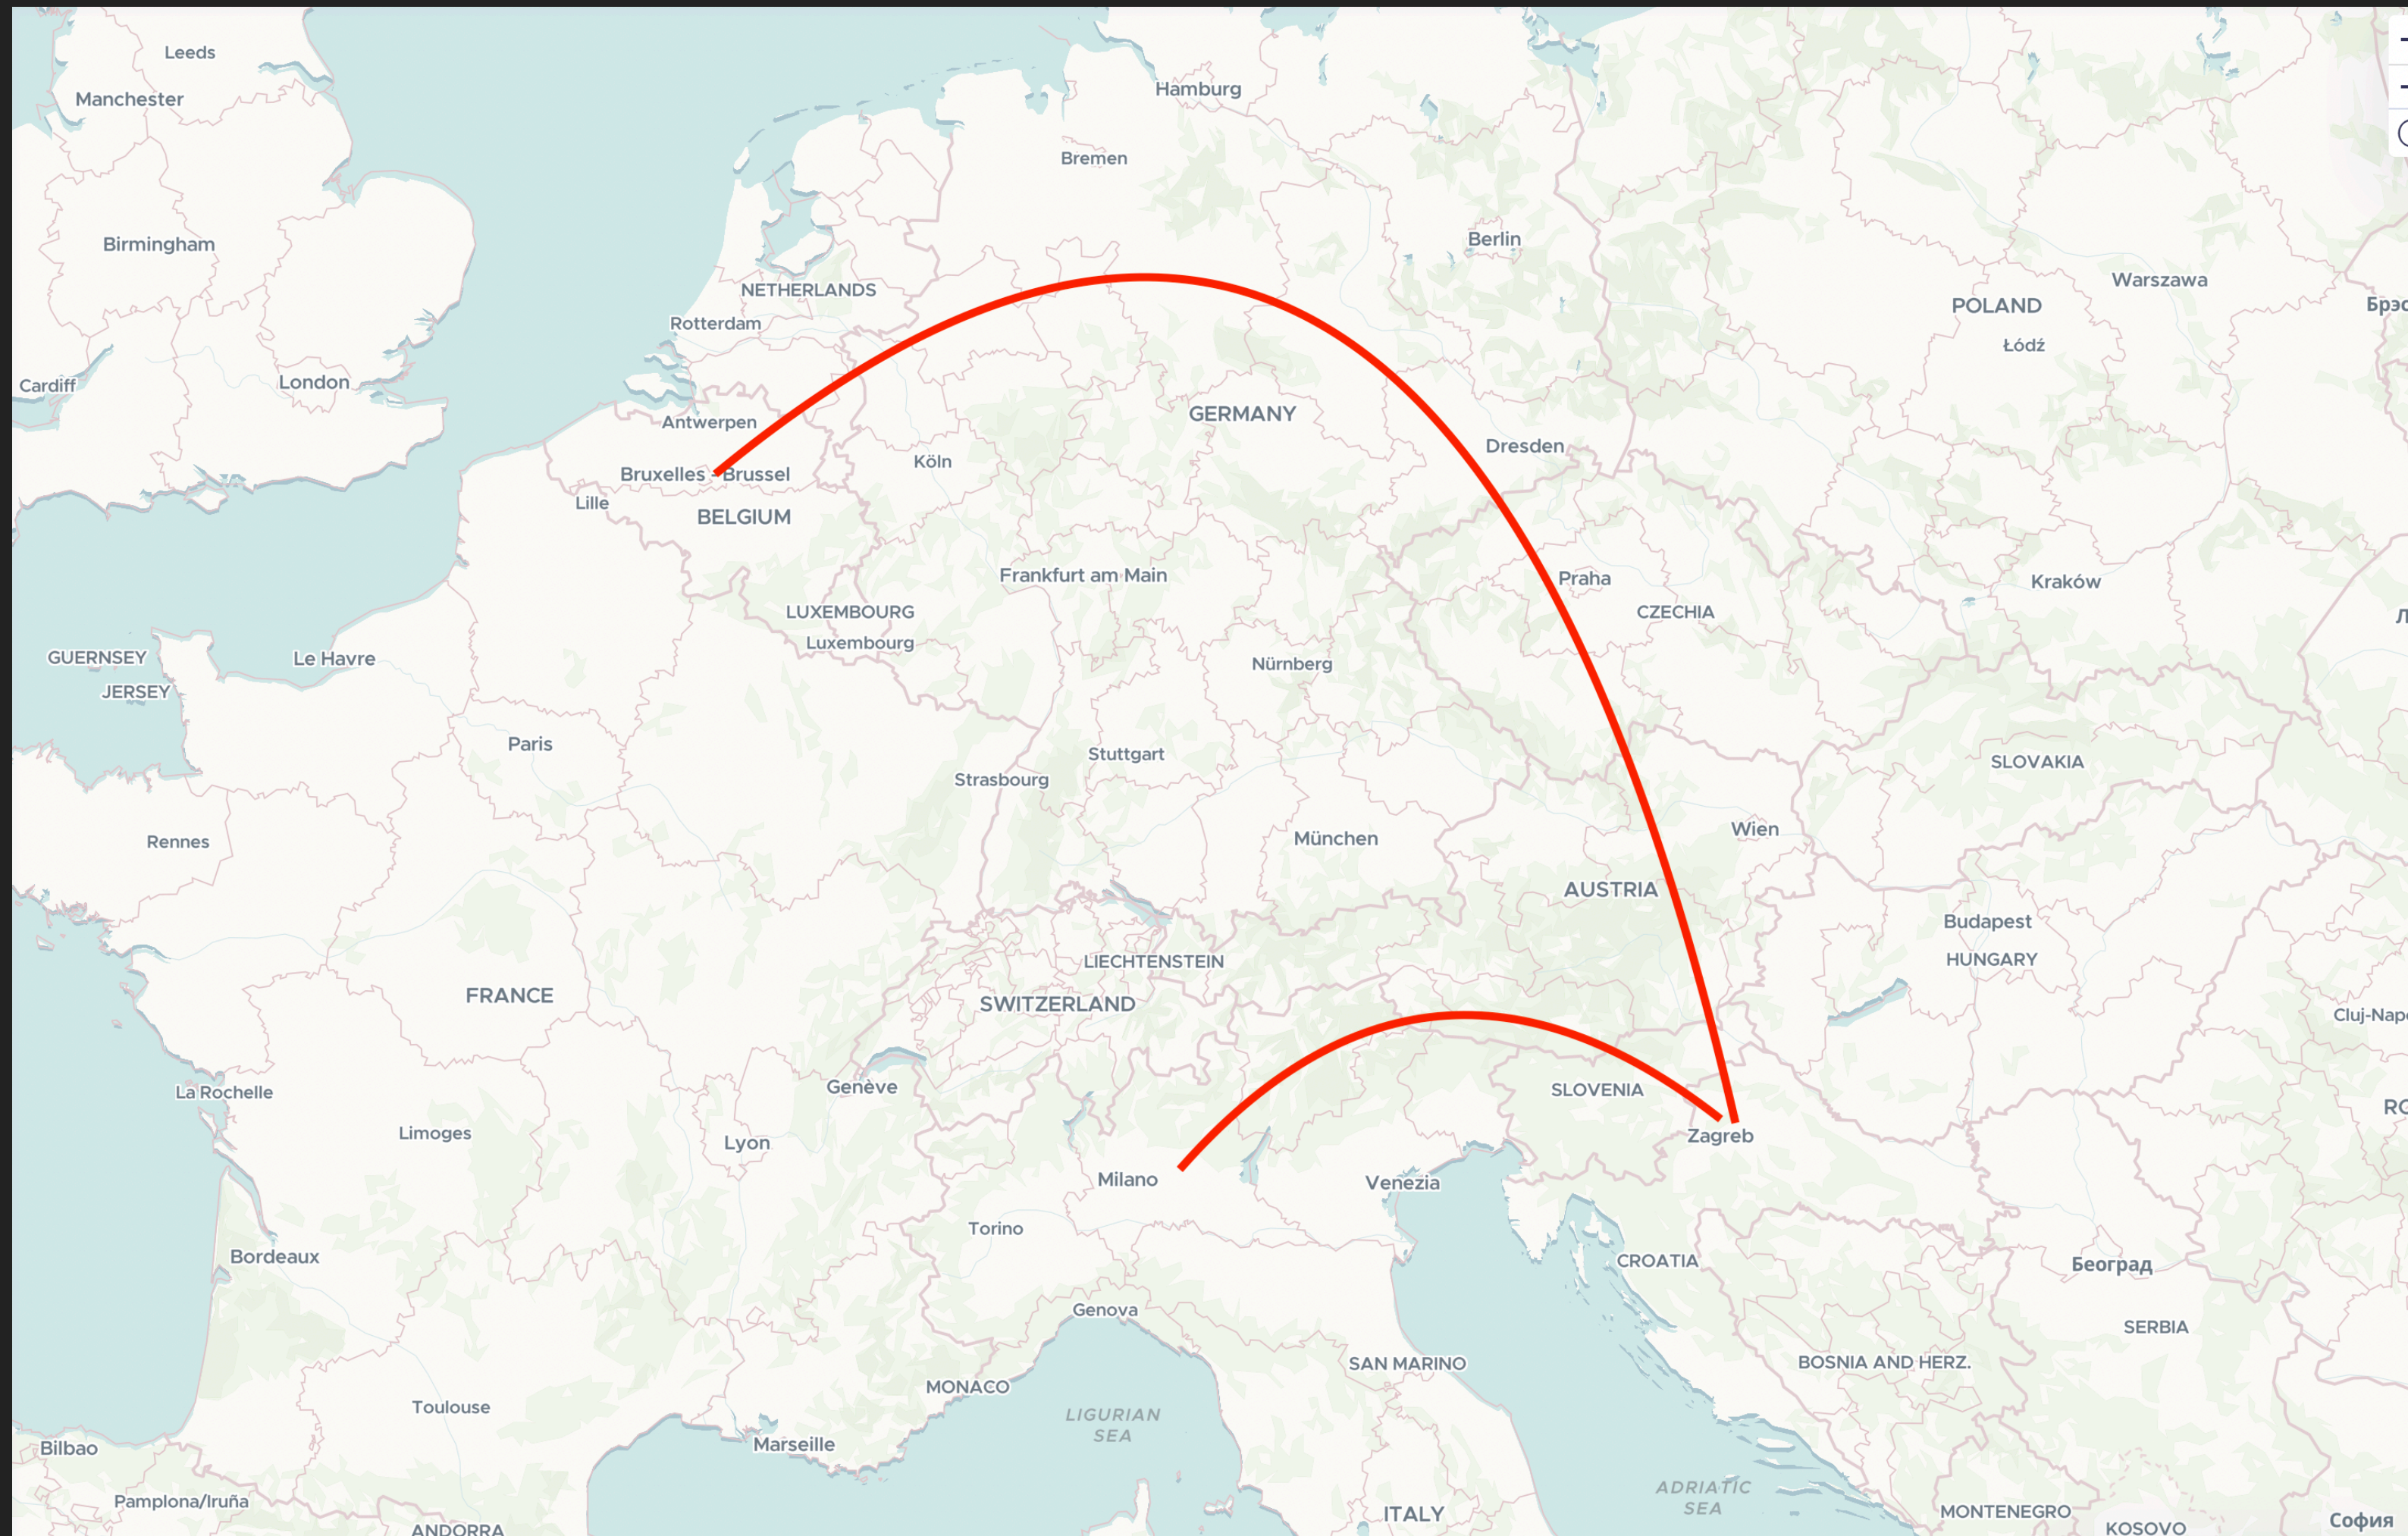 Leeds
Hamburg
Manchester
Bremen
Birmingham
Berlin
NETHERLANDS
Warszawa
POLAND
Rotterdam
Łódź
Cardiff
London
GERMANY
Antwerpen
Dresden
Köln
Bruxelles - Brussel
Lille
BELGIUM
Frankfurt am Main
Praha
Kraków
LUXEMBOURG
CZECHIA
Luxembourg
GUERNSEY
Le Havre
Nürnberg
JERSEY
Paris
Stuttgart
SLOVAKIA
Strasbourg
Wien
München
Rennes
AUSTRIA
Budapest
HUNGARY
LIECHTENSTEIN
FRANCE
SWITZERLAND
Genève
SLOVENIA
La Rochelle
Limoges
Zagreb
Lyon
Milano
Venezia
Torino
Bordeaux
CROATIA
Београд
Genova
SERBIA
SAN MARINO
BOSNIA AND HERZ.
MONACO
Toulouse
LIGURIAN
SEA
Marseille
Bilbao
ADRIATIC
SEA
Pamplona/Iruña
ITALY
MONTENEGRO
София
ANDORRA
KOSOVO